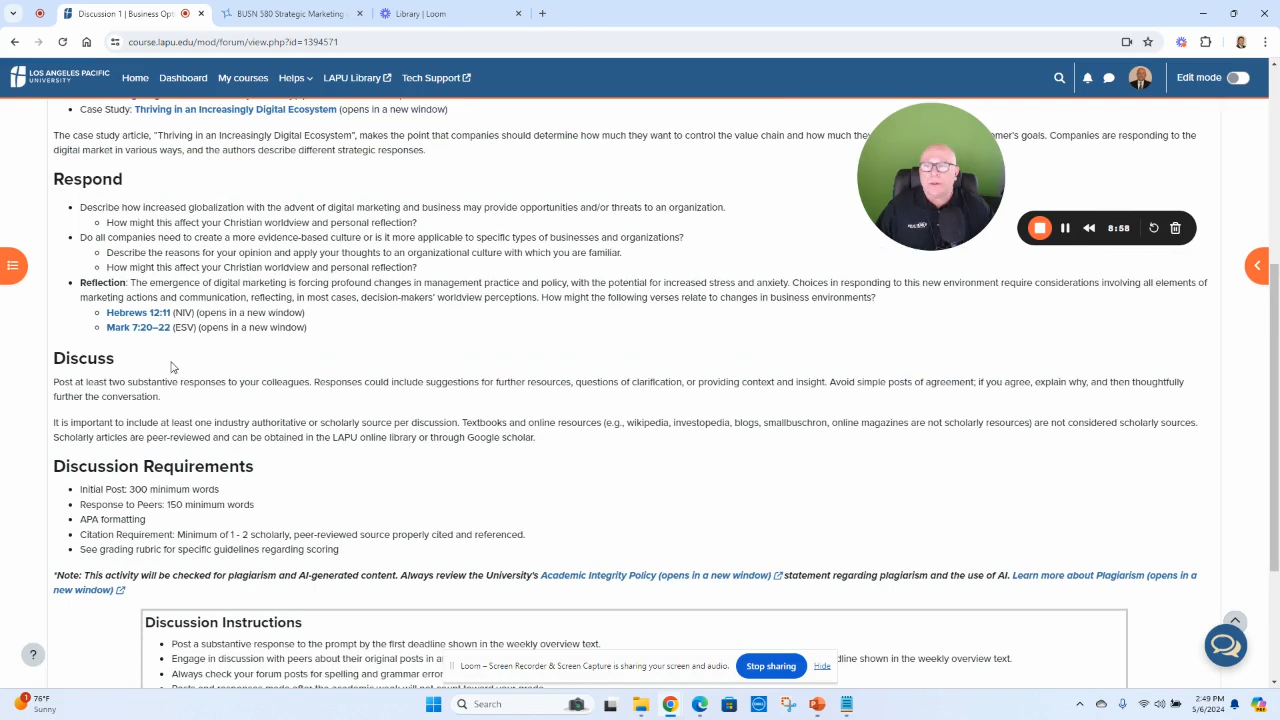 Discussion 1 | Business Opt
BUSN 580 Strategic Marketing
Library | Loom
course.lapu.edu/mod/forum/view.php?id=1394571
LOS ANGELES PACIFIC UNIVERSITY
Home Dashboard My courses Helps LAPU Library Tech Support Edit mode
Case Study: Thriving in an Increasingly Digital Ecosystem (opens in a new window)
The case study article, "Thriving in an Increasingly Digital Ecosystem", makes the point that companies should determine how much they want to control the value chain and how much they omer's goals. Companies are responding to the
digital market in various ways, and the authors describe different strategic responses.
Respond
Describe how increased globalization with the advent of digital marketing and business may provide opportunities and/or threats to an organization.
How might this affect your Christian worldview and personal reflection?
Do all companies need to create a more evidence-based culture or is it more applicable to specific types of businesses and organizations?
Describe the reasons for your opinion and apply your thoughts to an organizational culture with which you are familiar.
How might this affect your Christian worldview and personal reflection?
Reflection: The emergence of digital marketing is forcing profound changes in management practice and policy, with the potential for increased stress and anxiety. Choices in responding to this new environment require considerations involving all elements of
marketing actions and communication, reflecting, in most cases, decision-makers' worldview perceptions. How might the following verses relate to changes in business environments?
Hebrews 12:11 (NIV) (opens in a new window)
Mark 7:20–22 (ESV) (opens in a new window)
8:58
Discuss
Post at least two substantive responses to your colleagues. Responses could include suggestions for further resources, questions of clarification, or providing context and insight. Avoid simple posts of agreement; if you agree, explain why, and then thoughtfully
further the conversation.
It is important to include at least one industry authoritative or scholarly source per discussion. Textbooks and online resources (e.g., wikipedia, investopedia, blogs, smallbuschron, online magazines are not scholarly resources) are not considered scholarly sources.
Scholarly articles are peer-reviewed and can be obtained in the LAPU online library or through Google scholar.
Discussion Requirements
Initial Post: 300 minimum words
Response to Peers: 150 minimum words
APA formatting
Citation Requirement: Minimum of 1 - 2 scholarly, peer-reviewed source properly cited and referenced.
See grading rubric for specific guidelines regarding scoring
*Note: This activity will be checked for plagiarism and AI-generated content. Always review the University's Academic Integrity Policy (opens in a new window) statement regarding plagiarism and the use of AI. Learn more about Plagiarism (opens in a
new window)
Discussion Instructions
Post a substantive response to the prompt by the first deadline shown in the weekly overview text.
Engage in discussion with peers about their original posts in a dline shown in the weekly overview text.
Always check your forum posts for spelling and grammar error
Loom – Screen Recorder & Screen Capture is sharing your screen and audio. Stop sharing Hide
?
1 76°F
Sunny
Search
2:49 PM
5/6/2024